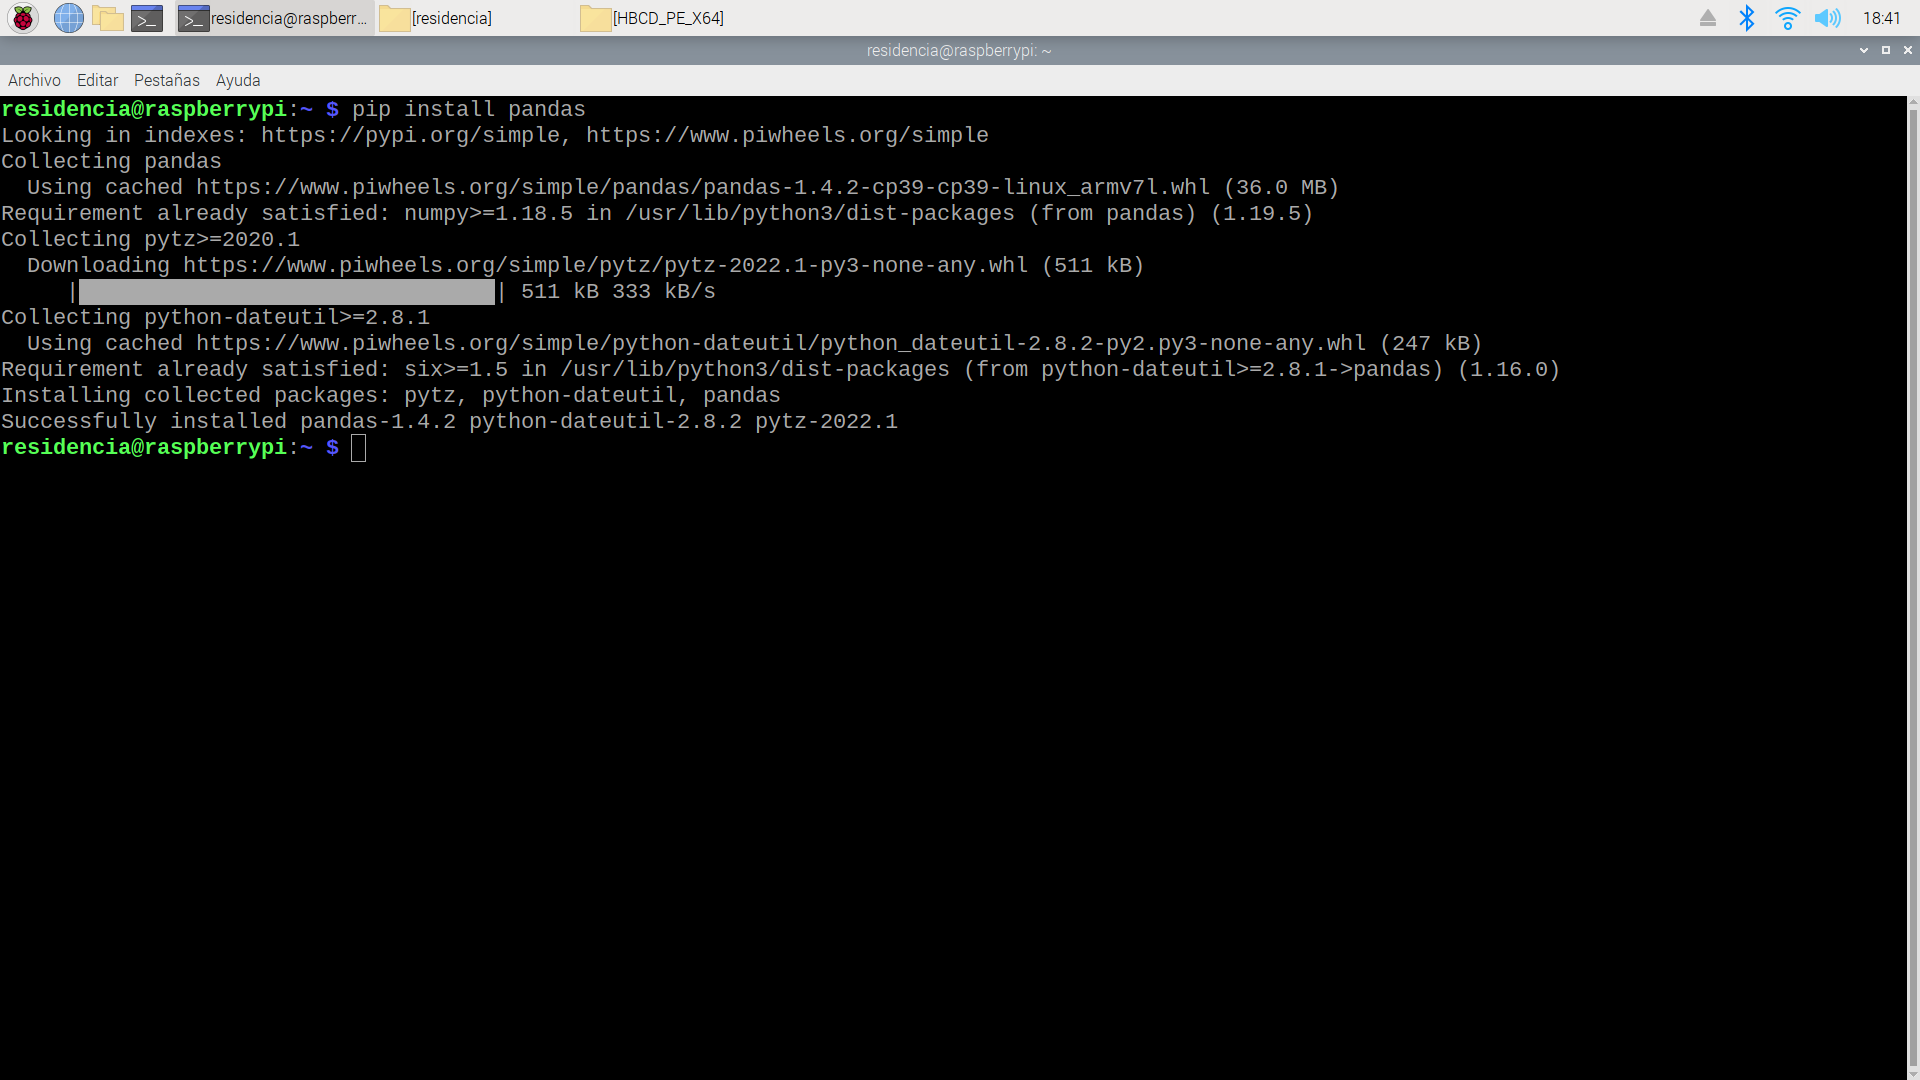 residencia@raspberr...
[residencia]
[HBCD_PE_X64]
18:41
residencia@raspberrypi: ~
Archivo Editar Pestañas Ayuda
residencia@raspberrypi:~ $ pip install pandas
Looking in indexes: https://pypi.org/simple, https://www.piwheels.org/simple
Collecting pandas
  Using cached https://www.piwheels.org/simple/pandas/pandas-1.4.2-cp39-cp39-linux_armv7l.whl (36.0 MB)
Requirement already satisfied: numpy>=1.18.5 in /usr/lib/python3/dist-packages (from pandas) (1.19.5)
Collecting pytz>=2020.1
  Downloading https://www.piwheels.org/simple/pytz/pytz-2022.1-py3-none-any.whl (511 kB)
     |                                | 511 kB 333 kB/s
Collecting python-dateutil>=2.8.1
  Using cached https://www.piwheels.org/simple/python-dateutil/python_dateutil-2.8.2-py2.py3-none-any.whl (247 kB)
Requirement already satisfied: six>=1.5 in /usr/lib/python3/dist-packages (from python-dateutil>=2.8.1->pandas) (1.16.0)
Installing collected packages: pytz, python-dateutil, pandas
Successfully installed pandas-1.4.2 python-dateutil-2.8.2 pytz-2022.1
residencia@raspberrypi:~ $